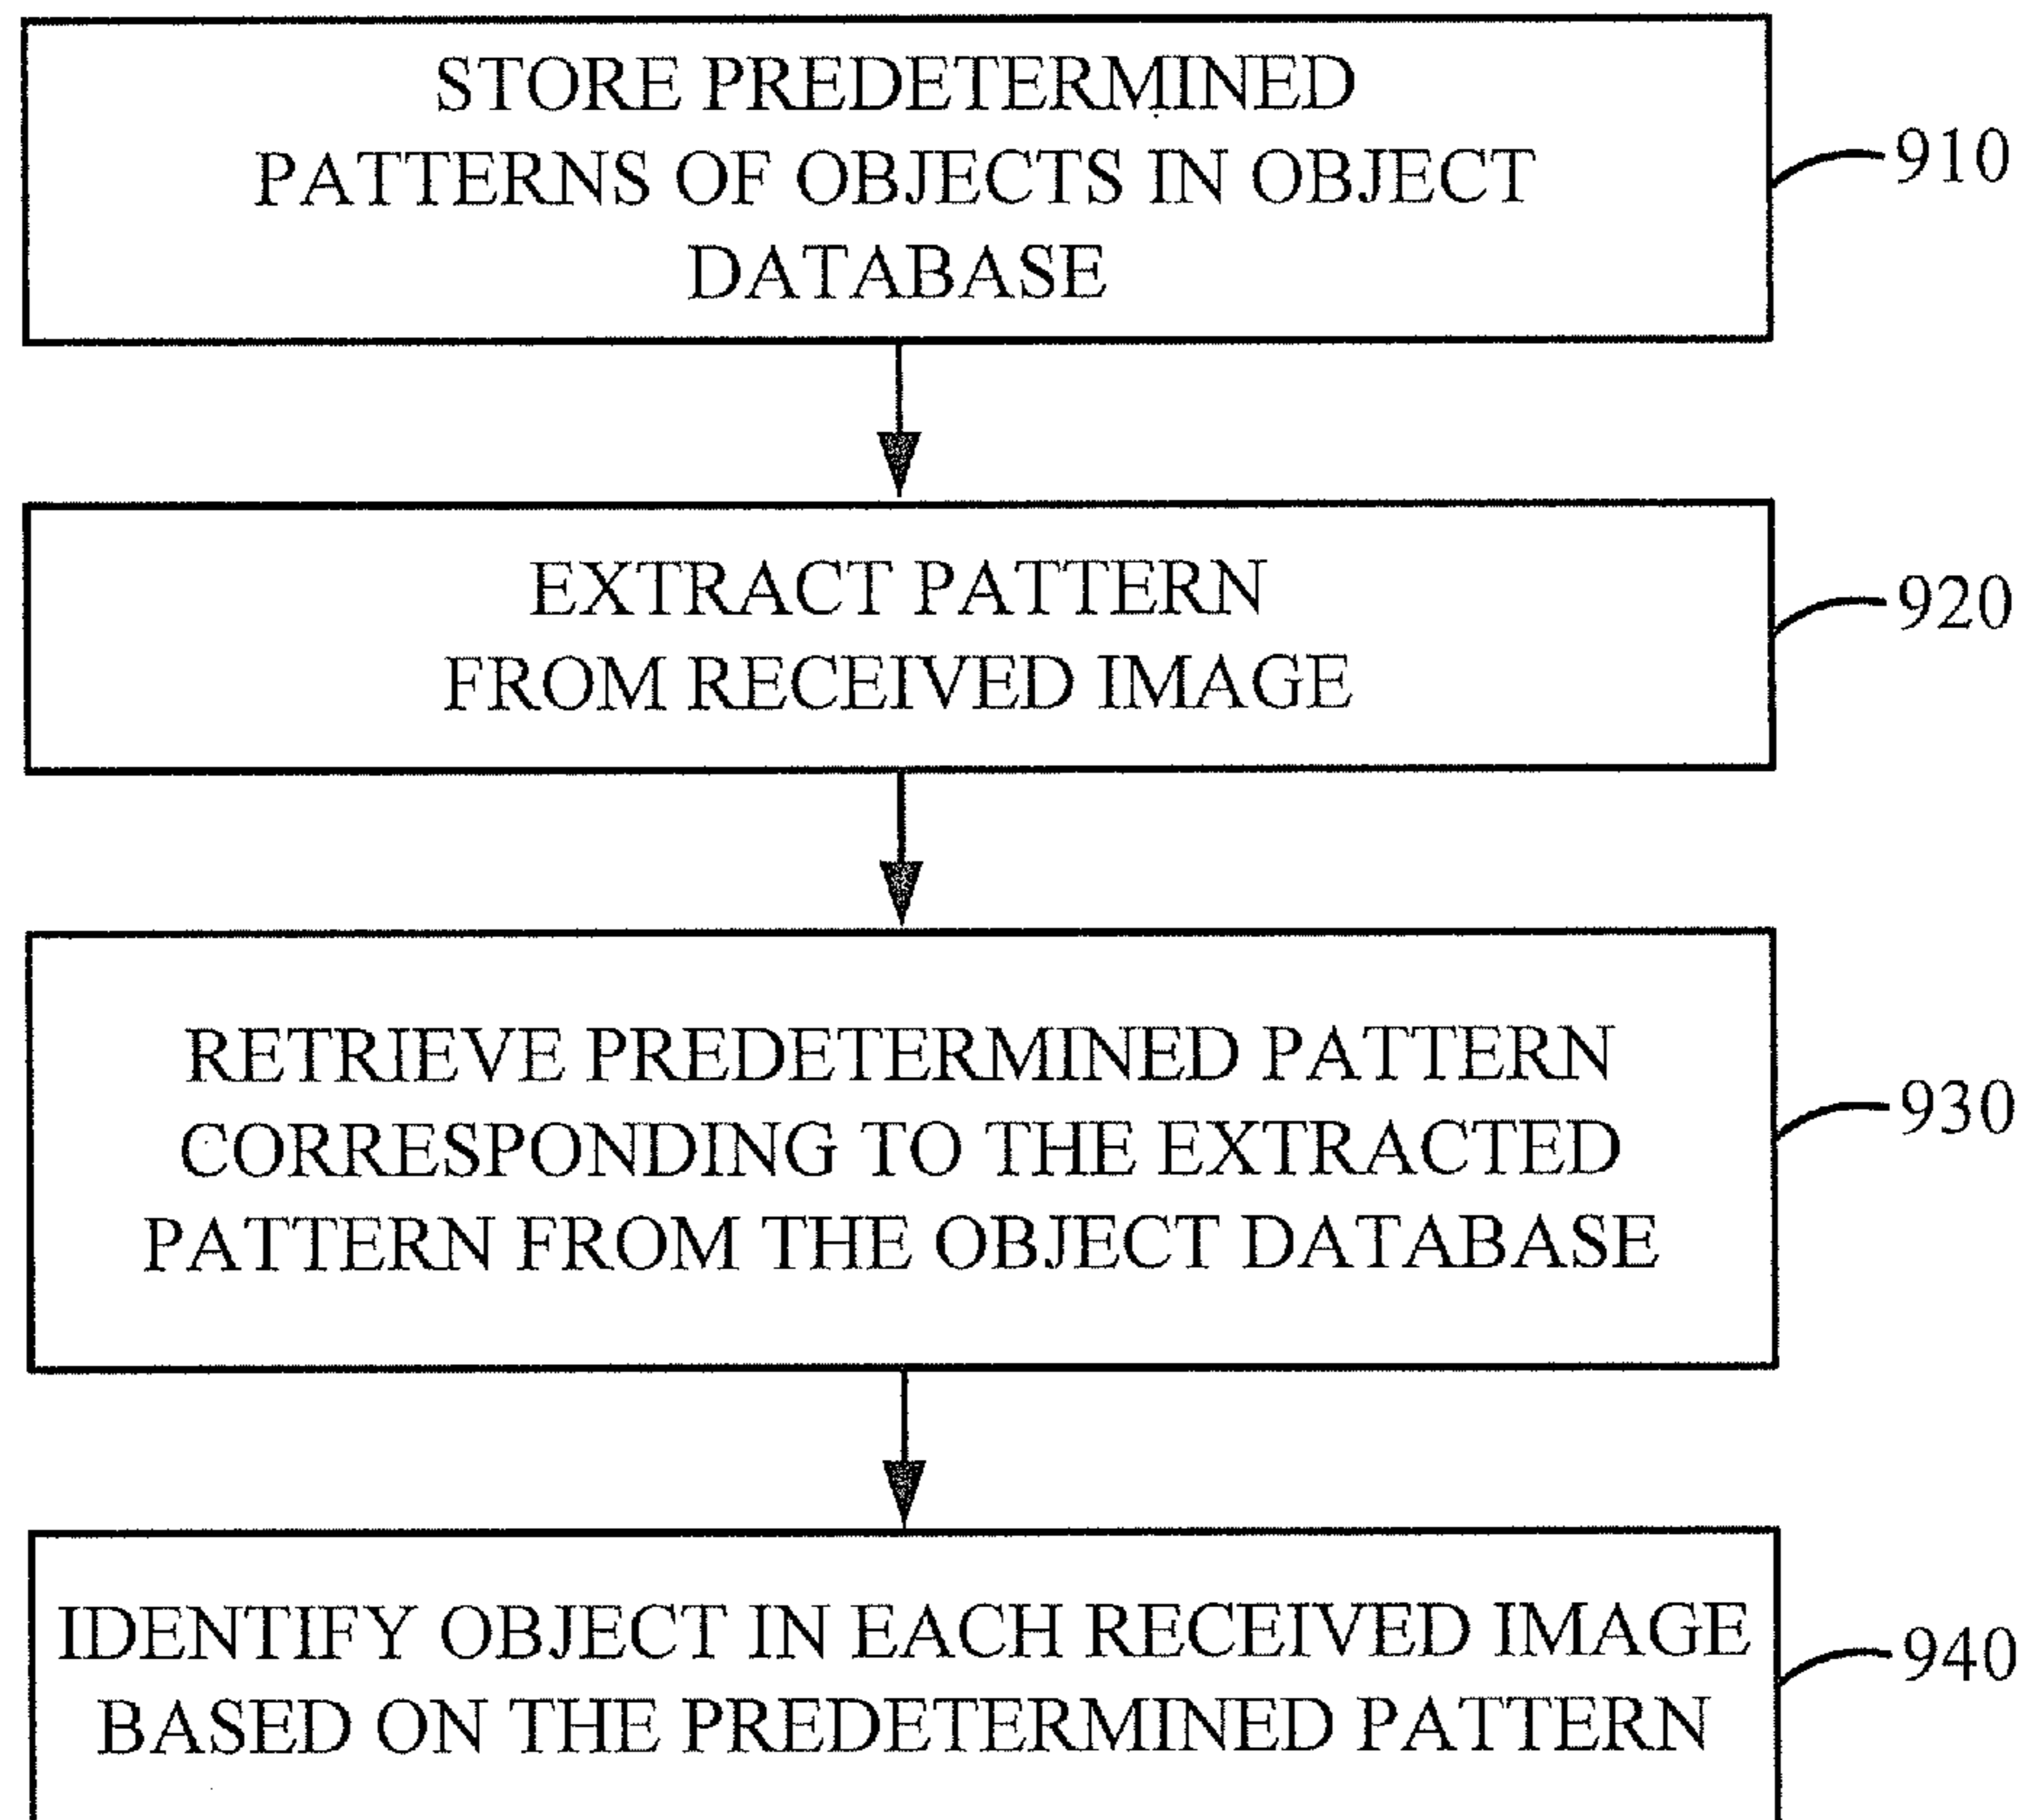 STORE PREDETERMINED
PATTERNS OF OBJECTS IN OBJECT
DATABASE
910
EXTRACT PATTERN
FROM RECEIVED IMAGE
920
RETRIEVE PREDETERMINED PATTERN
CORRESPONDING TO THE EXTRACTED
PATTERN FROM THE OBJECT DATABASE
930
IDENTIFY OBJECT IN EACH RECEIVED IMAGE
BASED ON THE PREDETERMINED PATTERN
940